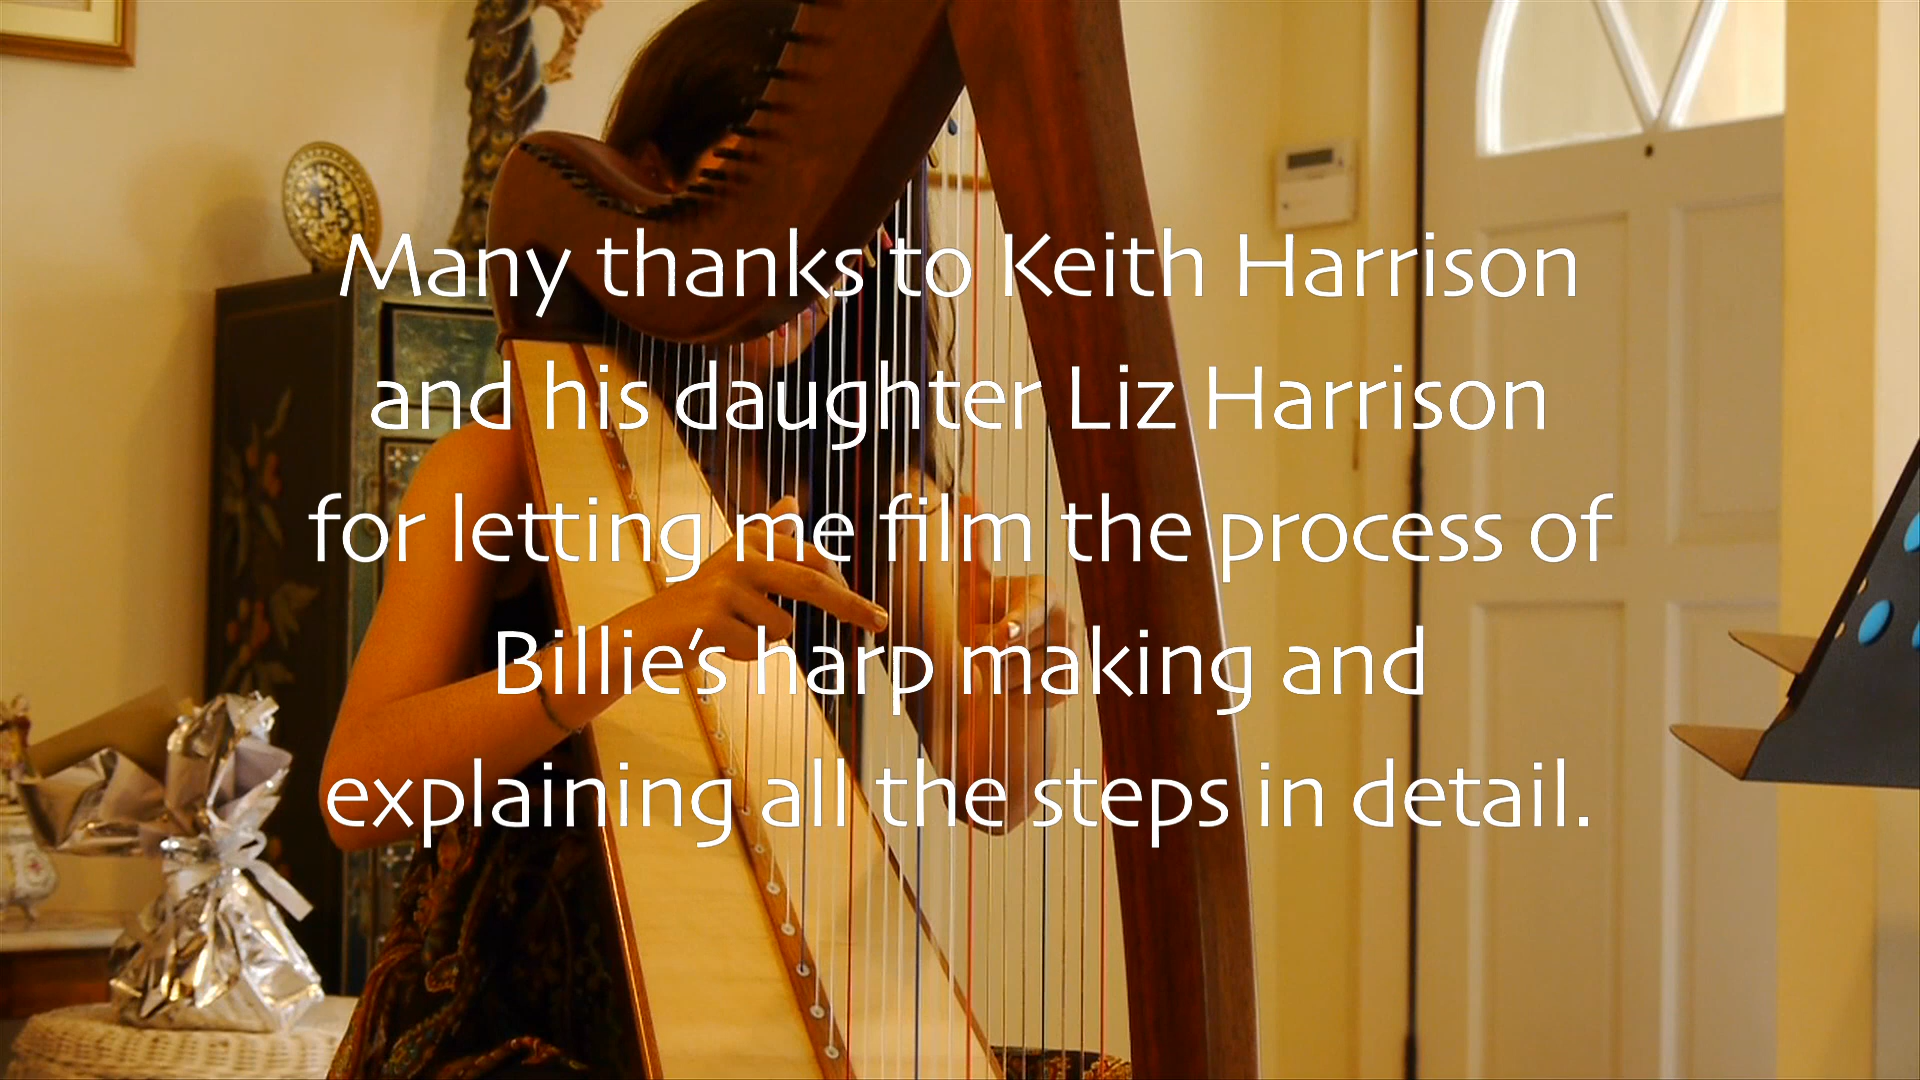 Many thanks to Keith Harrison
and his daughter Liz Harrison
for letting me film the process of
Billie’s harp making and
explaining all the steps in detail.